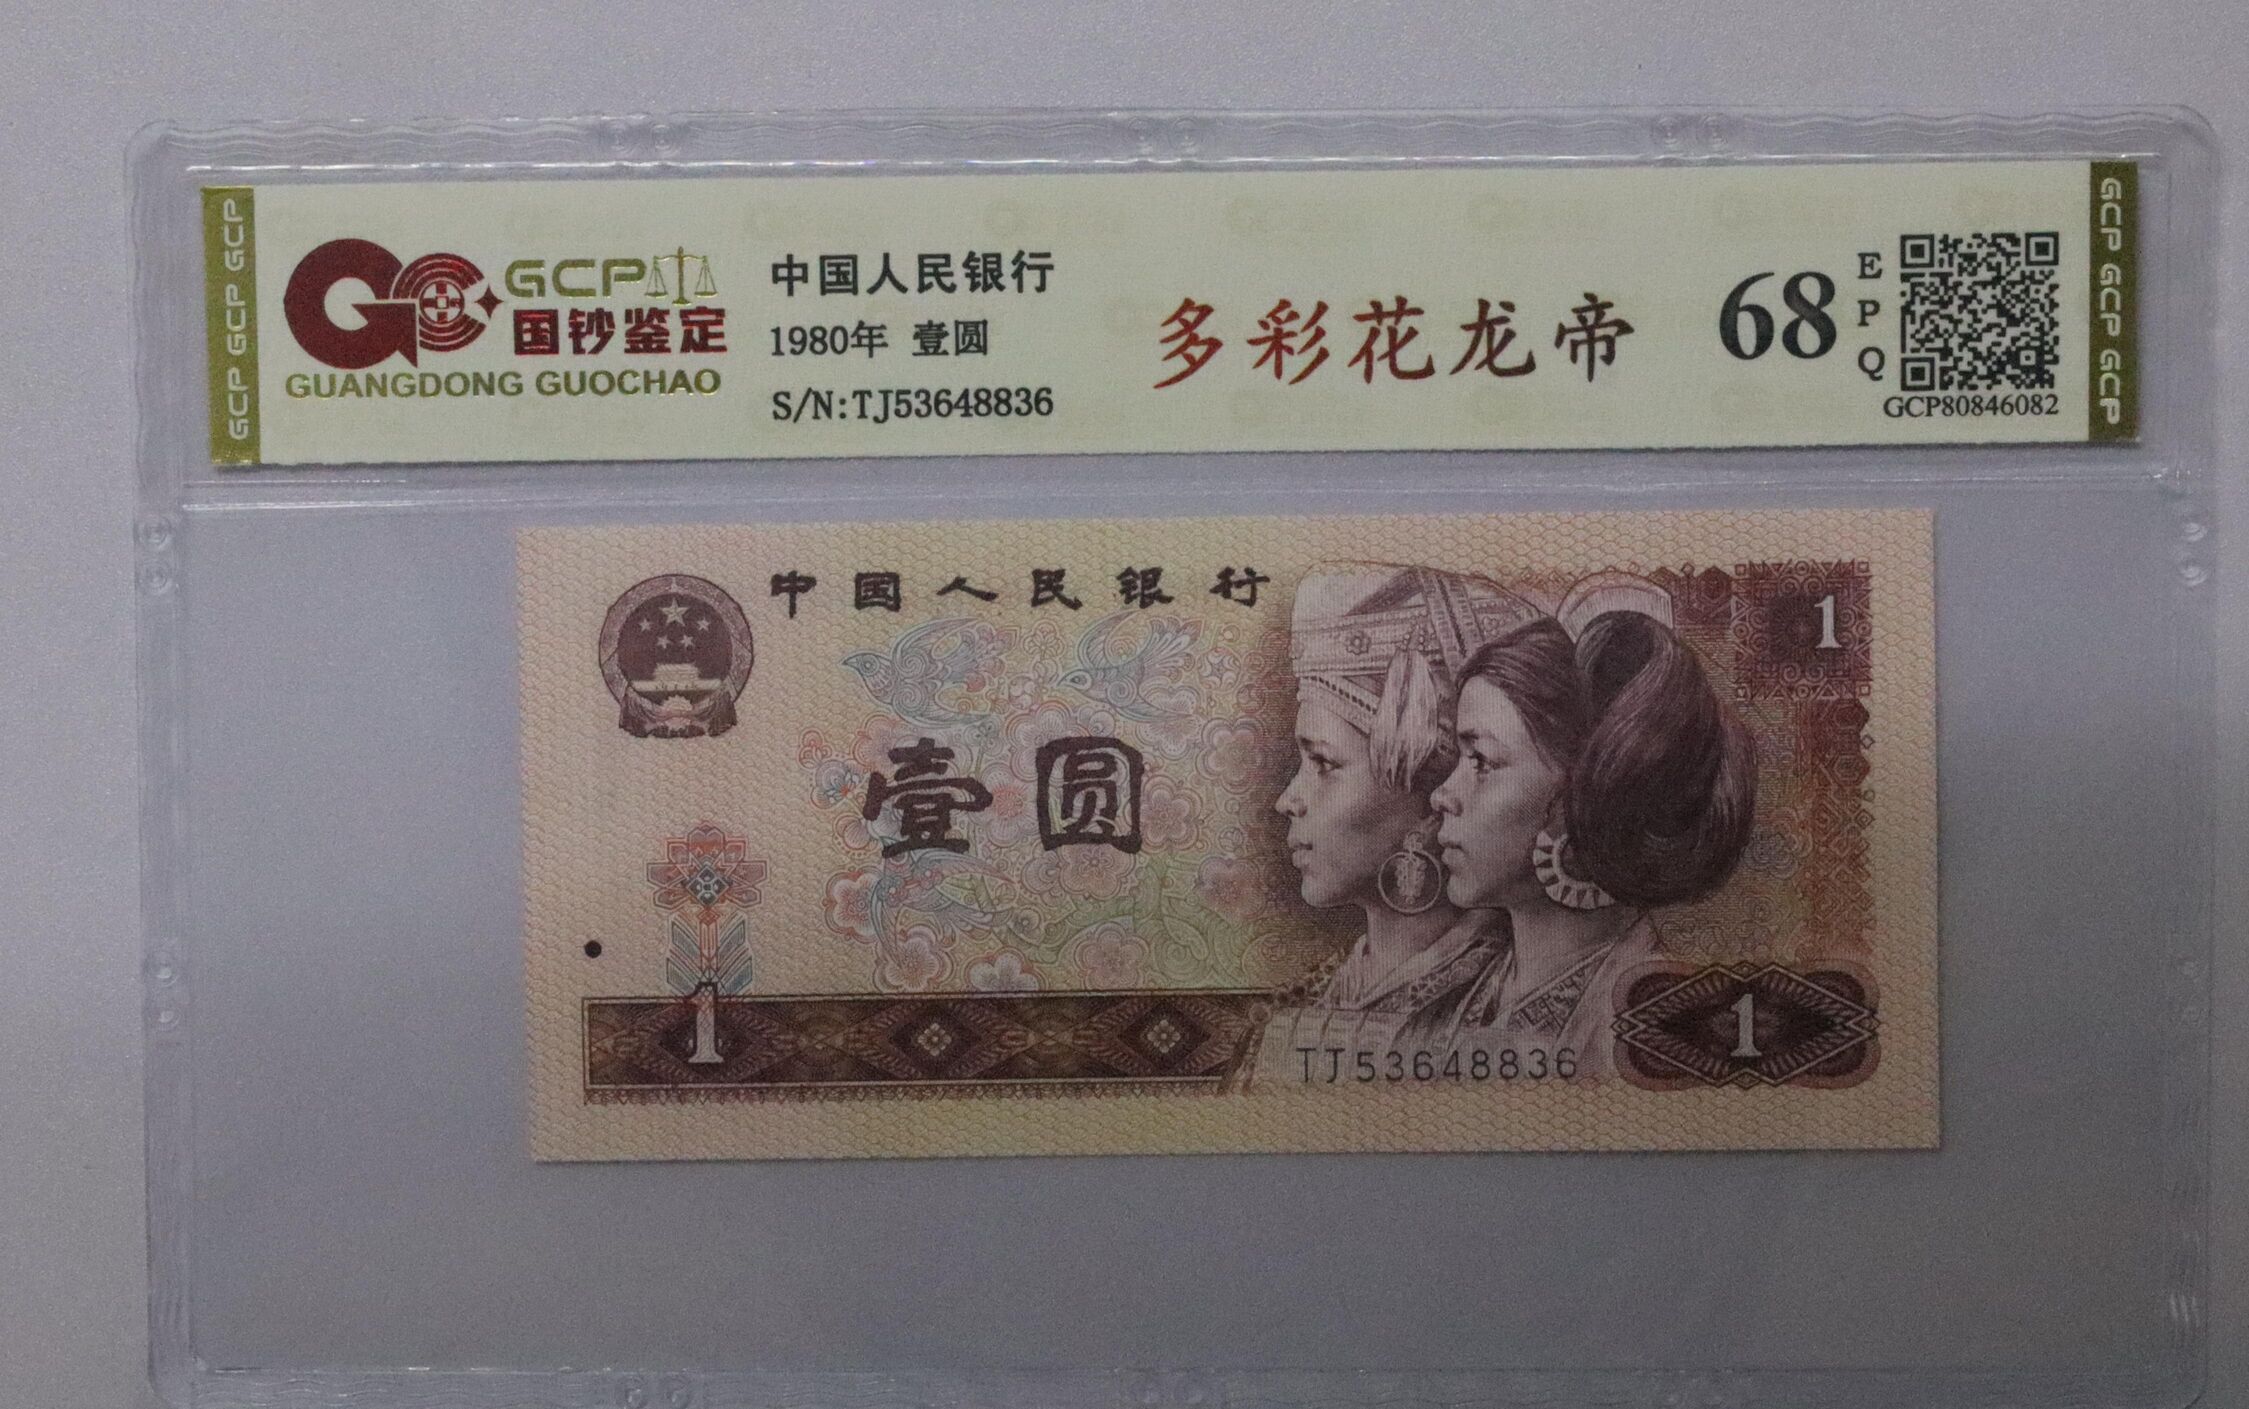 GCP GCP GCP
GCP
国钞鉴定
GUANGDONG GUOCHAO
中国人民银行
1980年 壹圆
S/N:TJ53648836
多彩花龙帝
68
E
P
Q
GCP80846082
GCP GCP GCP
中国人民银行
1
壹圆
1
1
TJ53648836